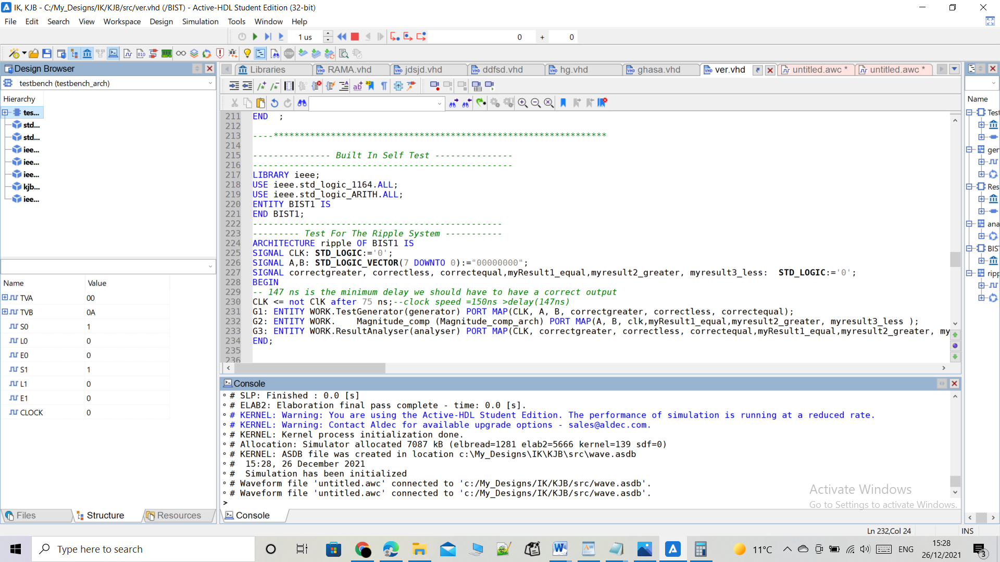 IK, KJB - C:/My_Designs/IK/KJB/src/ver.vhd (/BIST) - Active-HDL Student Edition (32-bit)
File Edit Search View Workspace Design Simulation Tools Window Help
1 us 0 + 0
Design Browser
Libraries RAMA.vhd jdsjd.vhd ddfsd.vhd hg.vhd ghasa.vhd ver.vhd untitled.awc * untitled.awc *
testbench (testbench_arch)
Hierarchy
tes...
std...
std...
iee...
iee...
iee...
kjb...
iee...
Name Value
TVA 00
TVB 0A
S0 1
L0 0
E0 0
S1 1
L1 0
E1 0
CLOCK 0
Files Structure Resources
211 END ;
212
213 ----****************************************************************
214
215 --------------- Built In Self Test ---------------
216 --------------------------------------------------
217 LIBRARY ieee;
218 USE ieee.std_logic_1164.ALL;
219 USE ieee.std_logic_ARITH.ALL;
220 ENTITY BIST1 IS
221 END BIST1;
222 ------------------------------------------------
223 --------- Test For The Ripple System -----------
224 ARCHITECTURE ripple OF BIST1 IS
225 SIGNAL CLK: STD_LOGIC:='0';
226 SIGNAL A,B: STD_LOGIC_VECTOR(7 DOWNTO 0):="00000000";
227 SIGNAL correctgreater, correctless, correctequal,myResult1_equal,myresult2_greater, myresult3_less: STD_LOGIC:='0';
228 BEGIN
229 -- 147 ns is the minimum delay we should have to have a correct output
230 CLK <= not ClK after 75 ns;--clock speed =150ns >delay(147ns)
231 G1: ENTITY WORK.TestGenerator(generator) PORT MAP(CLK, A, B, correctgreater, correctless, correctequal);
232 G2: ENTITY WORK. Magnitude_comp (Magnitude_comp_arch) PORT MAP(A, B, clk,myResult1_equal,myresult2_greater, myresult3_less );
233 G3: ENTITY WORK.ResultAnalyser(analyser) PORT MAP(CLK, correctgreater, correctless, correctequal,myResult1_equal,myresult2_greater, my
234 END;
235
236
Console
# SLP: Finished : 0.0 [s]
# ELAB2: Elaboration final pass complete - time: 0.0 [s].
# KERNEL: Warning: You are using the Active-HDL Student Edition. The performance of simulation is running at a reduced rate.
# KERNEL: Warning: Contact Aldec for available upgrade options - sales@aldec.com.
# KERNEL: Kernel process initialization done.
# Allocation: Simulator allocated 7087 kB (elbread=1281 elab2=5666 kernel=139 sdf=0)
# KERNEL: ASDB file was created in location c:\My_Designs\IK\KJB\src\wave.asdb
# 15:28, 26 December 2021
# Simulation has been initialized
# Waveform file 'untitled.awc' connected to 'c:/My_Designs/IK/KJB/src/wave.asdb'.
# Waveform file 'untitled.awc' connected to 'c:/My_Designs/IK/KJB/src/wave.asdb'.
>
Console
Name
Test
ger
Res
ana
BIS
ripp
Activate Windows
Go to Settings to activate Windows.
Ln 232,Col 24 INS
Type here to search
11°C ENG 15:28
26/12/2021
3